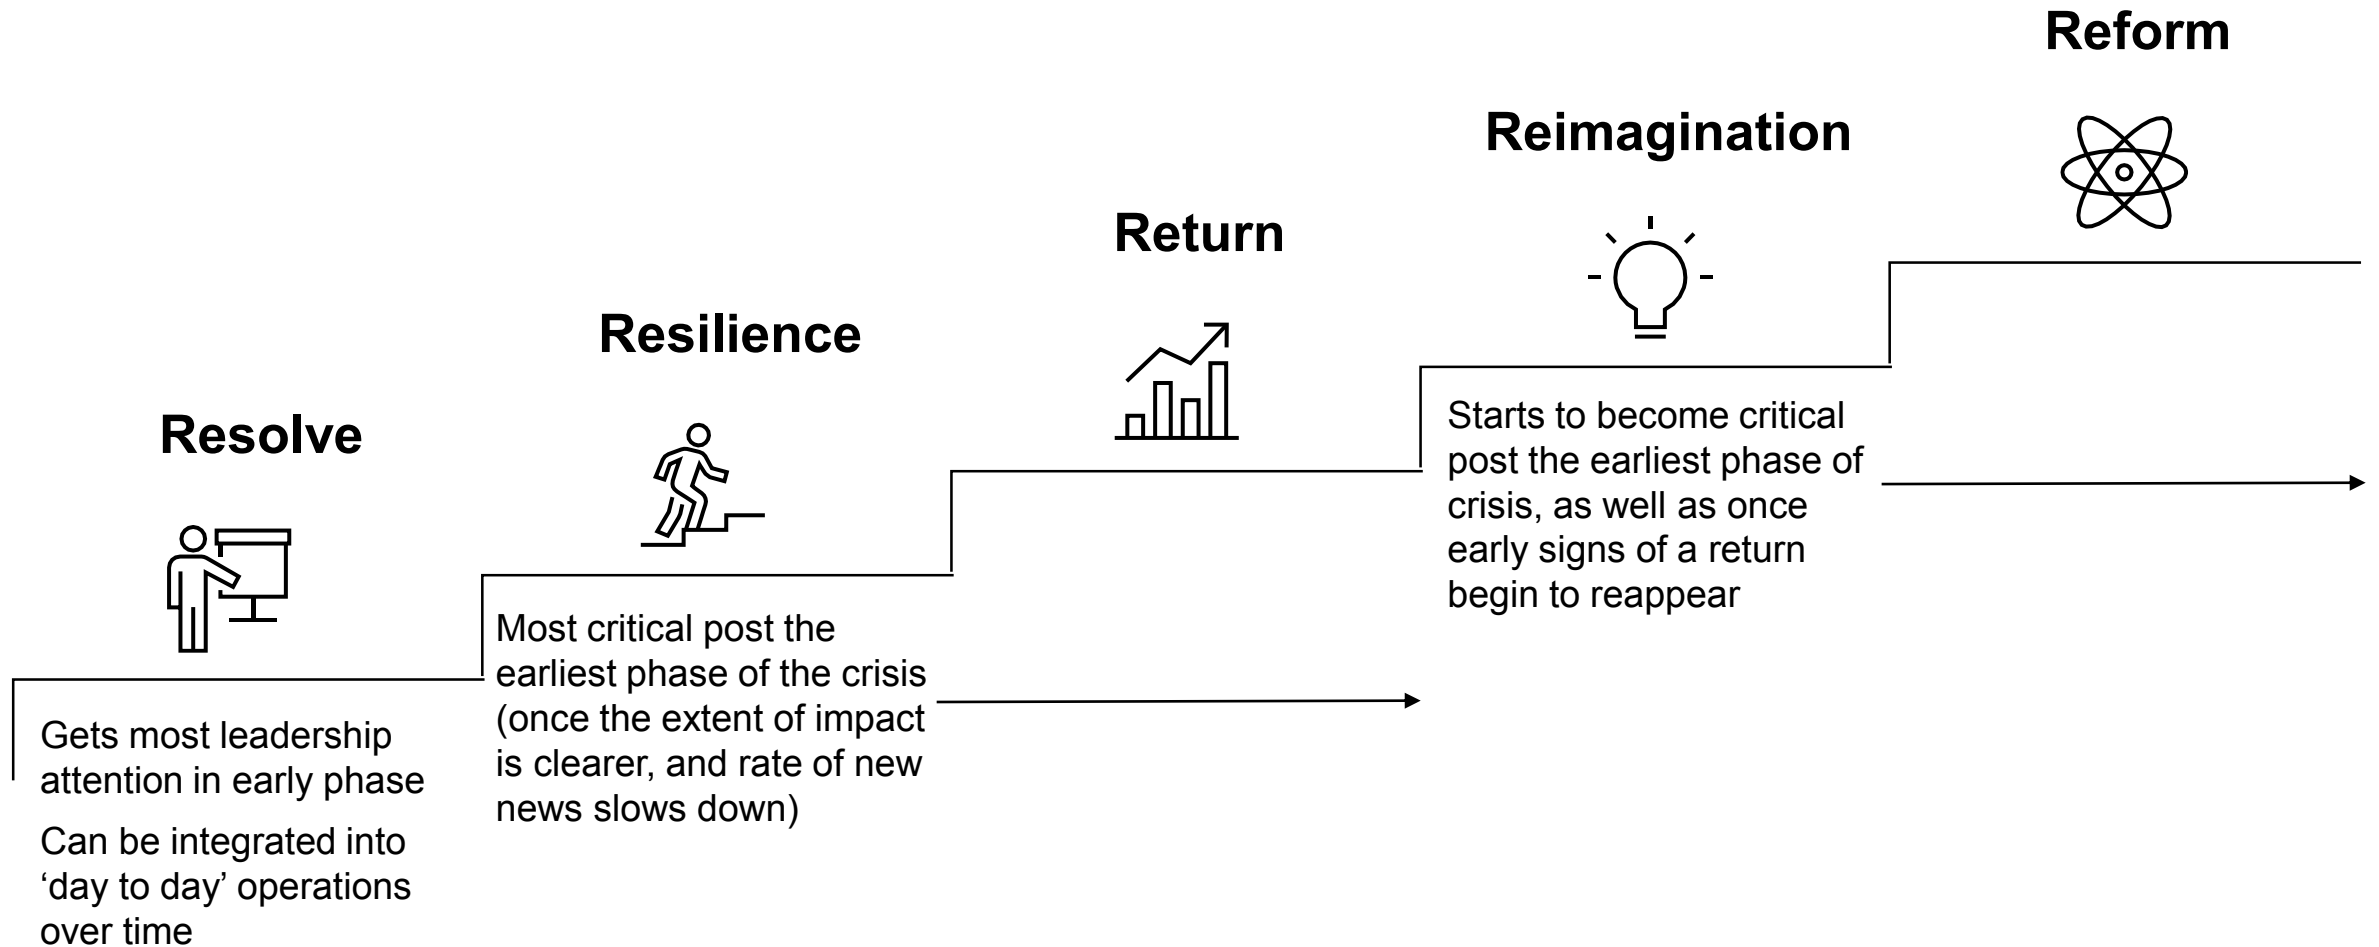 Reform
Reimagination
Return
Resilience
Resolve
Gets most leadership
attention in early phase
Can be integrated into
‘day to day’ operations
over time
Most critical post the
earliest phase of the crisis
(once the extent of impact
is clearer, and rate of new
news slows down)
Starts to become critical
post the earliest phase of
crisis, as well as once
early signs of a return
begin to reappear